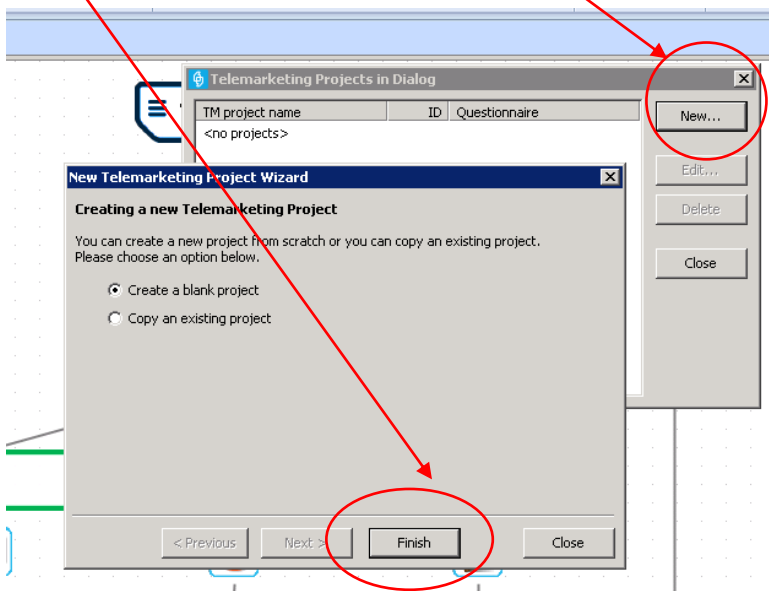 Telemarketing Projects in Dialog
TM project name ID Questionnaire
<no projects>
New...
Edit...
Delete
Close
New Telemarketing Project Wizard
Creating a new Telemarketing Project
You can create a new project from scratch or you can copy an existing project.
Please choose an option below.
Create a blank project
Copy an existing project
< Previous Next > Finish Close